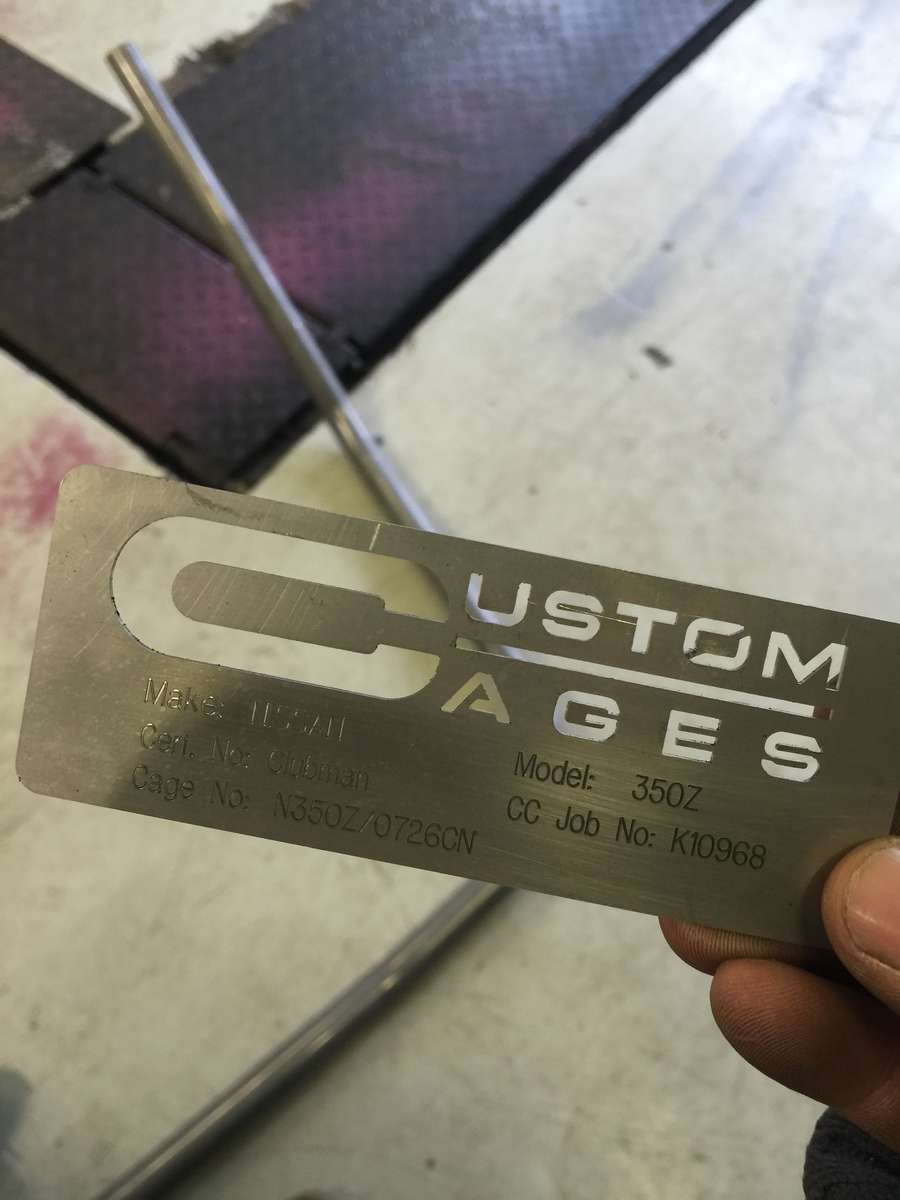 CUSTOM
CAGES
Make: NISSAN
Model: 350Z
Cert. No: Clubman
CC Job No: K10968
Cage No: N350Z/0726CN